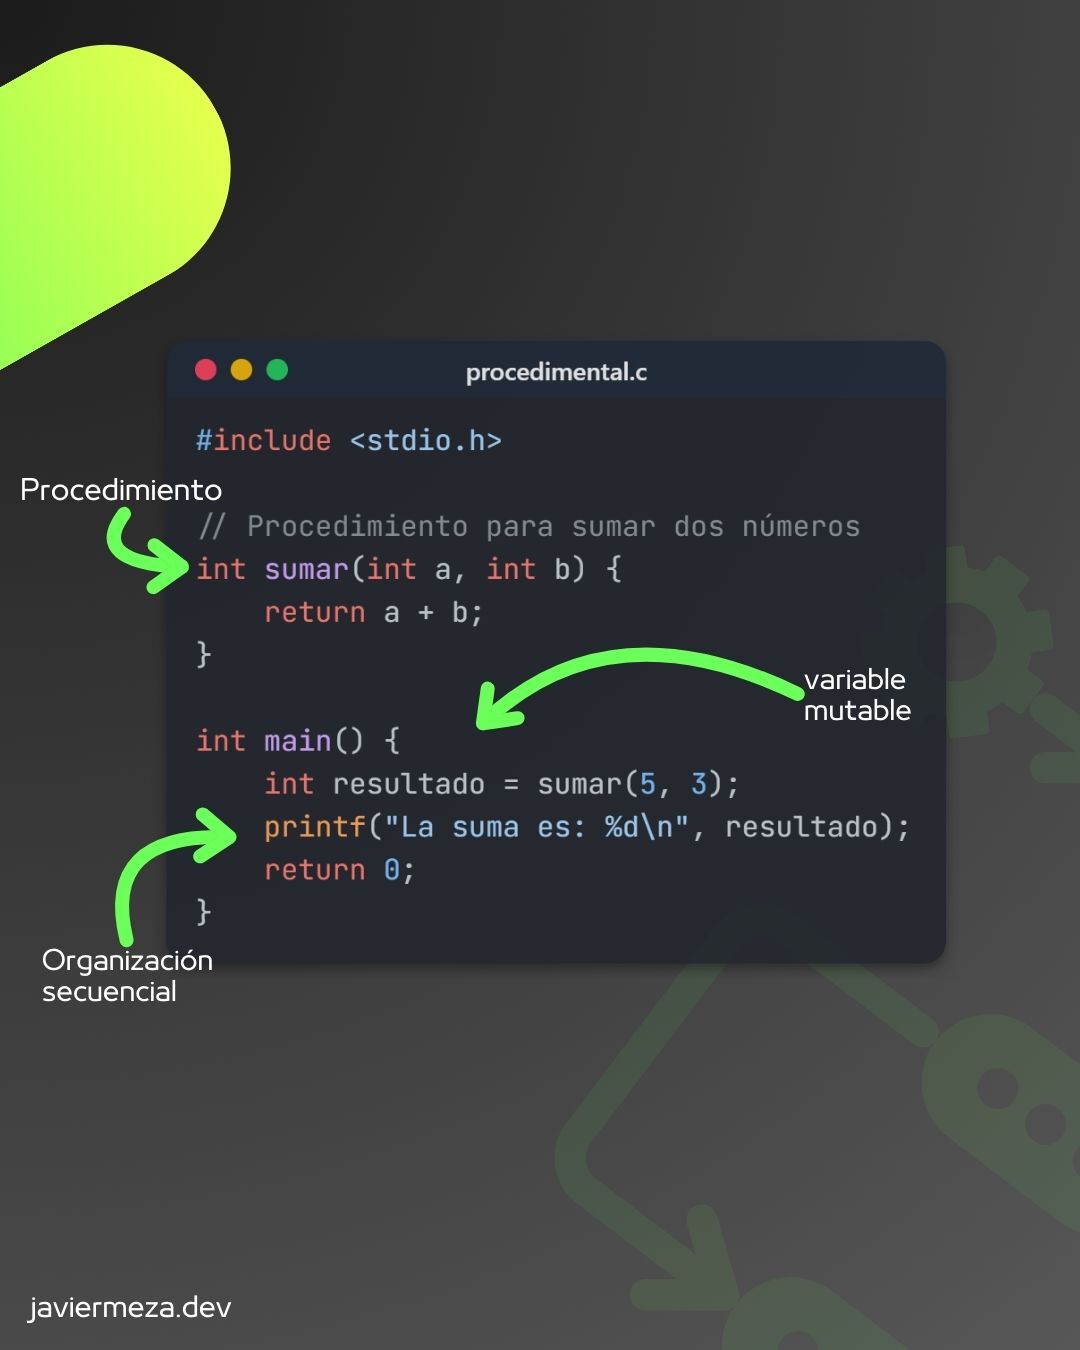 procedimental.c
#include <stdio.h>
Procedimiento
// Procedimiento para sumar dos números
int sumar(int a, int b) {
    return a + b;
}
variable
mutable
int main() {
    int resultado = sumar(5, 3);
    printf("La suma es: %d\n", resultado);
    return 0;
}
Organización
secuencial
javiermeza.dev